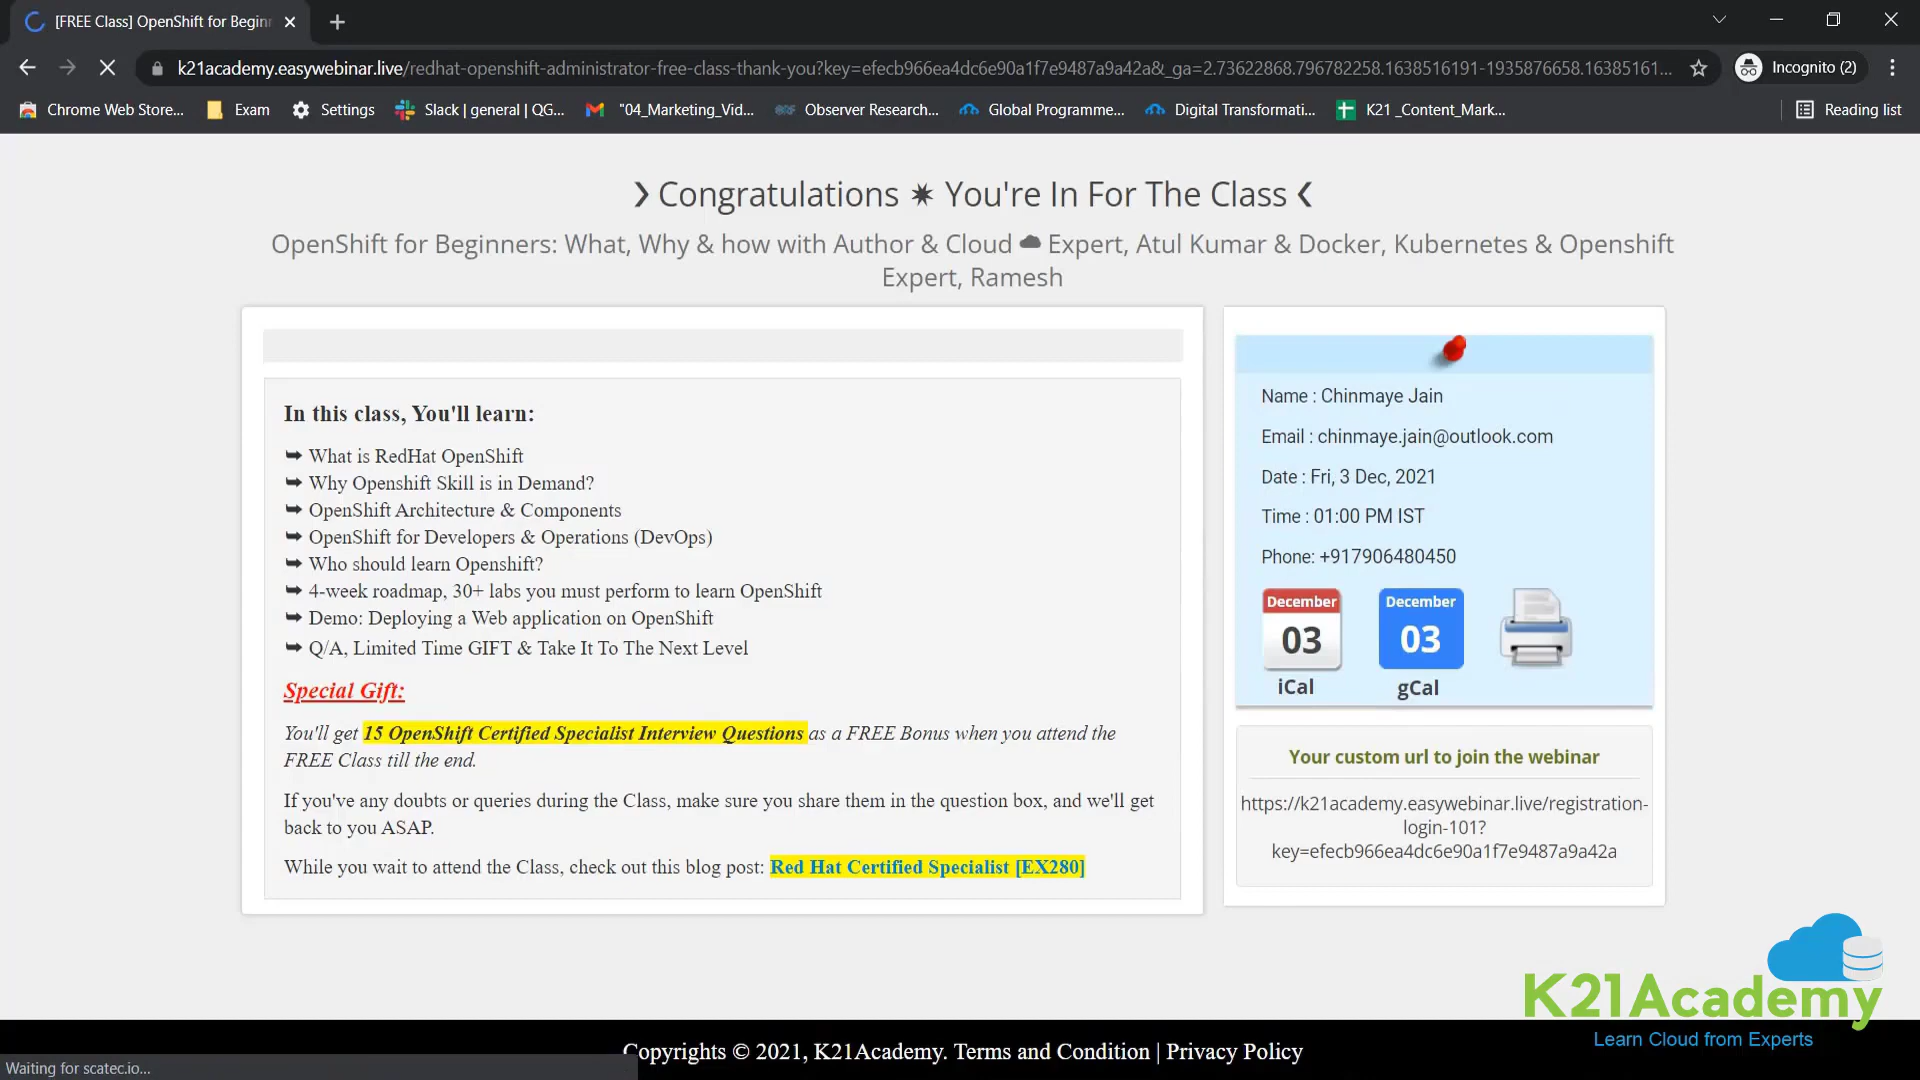 [FREE Class] OpenShift for Begin
k21academy.easywebinar.live/redhat-openshift-administrator-free-class-thank-you?key=efecb966ea4dc6e90a1f7e9487a9a42a&_ga=2.73622868.796782258.1638516191-1935876658.16385161...
Incognito (2)
Chrome Web Store...
Exam
Settings
Slack | general | QG...
"04_Marketing_Vid...
Observer Research...
Global Programme...
Digital Transformati...
K21 _Content_Mark...
Reading list
❯ Congratulations ✷ You're In For The Class ❮
OpenShift for Beginners: What, Why & how with Author & Cloud ☁ Expert, Atul Kumar & Docker, Kubernetes & Openshift
Expert, Ramesh
In this class, You'll learn:
➥ What is RedHat OpenShift
➥ Why Openshift Skill is in Demand?
➥ OpenShift Architecture & Components
➥ OpenShift for Developers & Operations (DevOps)
➥ Who should learn Openshift?
➥ 4-week roadmap, 30+ labs you must perform to learn OpenShift
➥ Demo: Deploying a Web application on OpenShift
➥ Q/A, Limited Time GIFT & Take It To The Next Level
Special Gift:
You'll get 15 OpenShift Certified Specialist Interview Questions as a FREE Bonus when you attend the
FREE Class till the end.
If you've any doubts or queries during the Class, make sure you share them in the question box, and we'll get
back to you ASAP.
While you wait to attend the Class, check out this blog post: Red Hat Certified Specialist [EX280]
Name : Chinmaye Jain
Email : chinmaye.jain@outlook.com
Date : Fri, 3 Dec, 2021
Time : 01:00 PM IST
Phone: +917906480450
December
03
iCal
December
03
gCal
Your custom url to join the webinar
https://k21academy.easywebinar.live/registration-
login-101?
key=efecb966ea4dc6e90a1f7e9487a9a42a
K21Academy
Learn Cloud from Experts
Copyrights © 2021, K21Academy. Terms and Condition | Privacy Policy
Waiting for scatec.io...